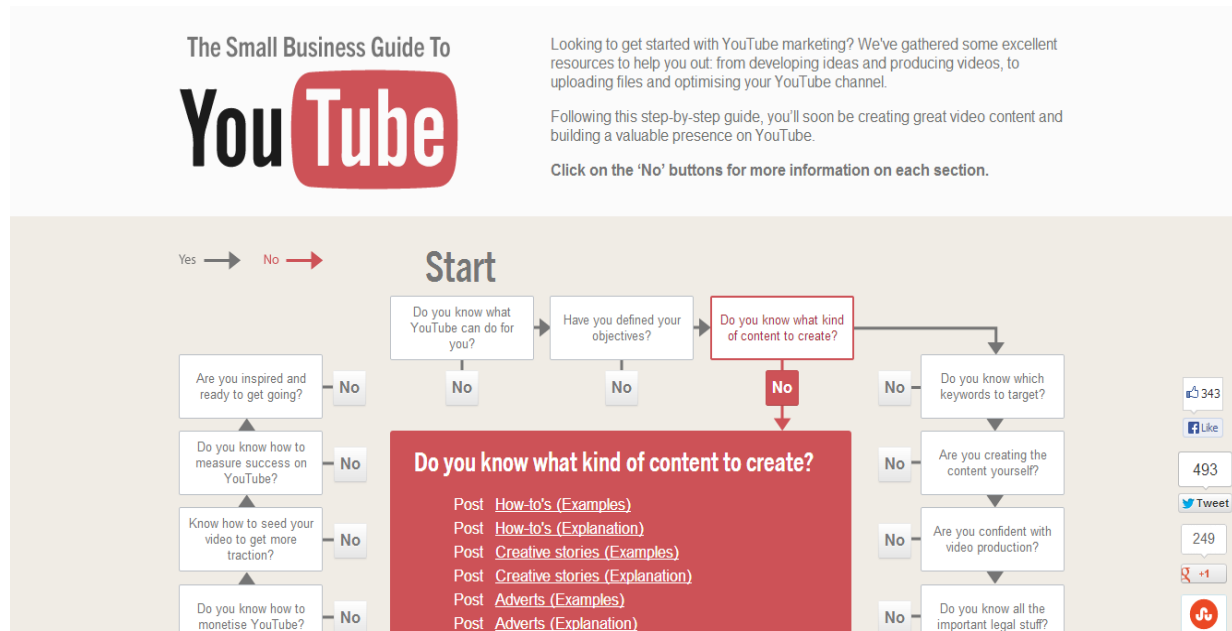 The Small Business Guide To
YouTube
Looking to get started with YouTube marketing? We've gathered some excellent
resources to help you out: from developing ideas and producing videos, to
uploading files and optimising your YouTube channel.
Following this step-by-step guide, you'll soon be creating great video content and
building a valuable presence on YouTube.
Click on the 'No' buttons for more information on each section.
Yes
No
Start
Do you know what
YouTube can do for
you?
No
Have you defined your
objectives?
No
Do you know what kind
of content to create?
No
Do you know which
keywords to target?
No
Are you creating the
content yourself?
No
Are you confident with
video production?
No
Do you know all the
important legal stuff?
No
Do you know how to
monetise YouTube?
No
Know how to seed your
video to get more
traction?
No
Do you know how to
measure success on
YouTube?
No
Are you inspired and
ready to get going?
No
Do you know what kind of content to create?
Post How-to's (Examples)
Post How-to's (Explanation)
Post Creative stories (Examples)
Post Creative stories (Explanation)
Post Adverts (Examples)
Post Adverts (Explanation)
343
Like
493
Tweet
249
+1